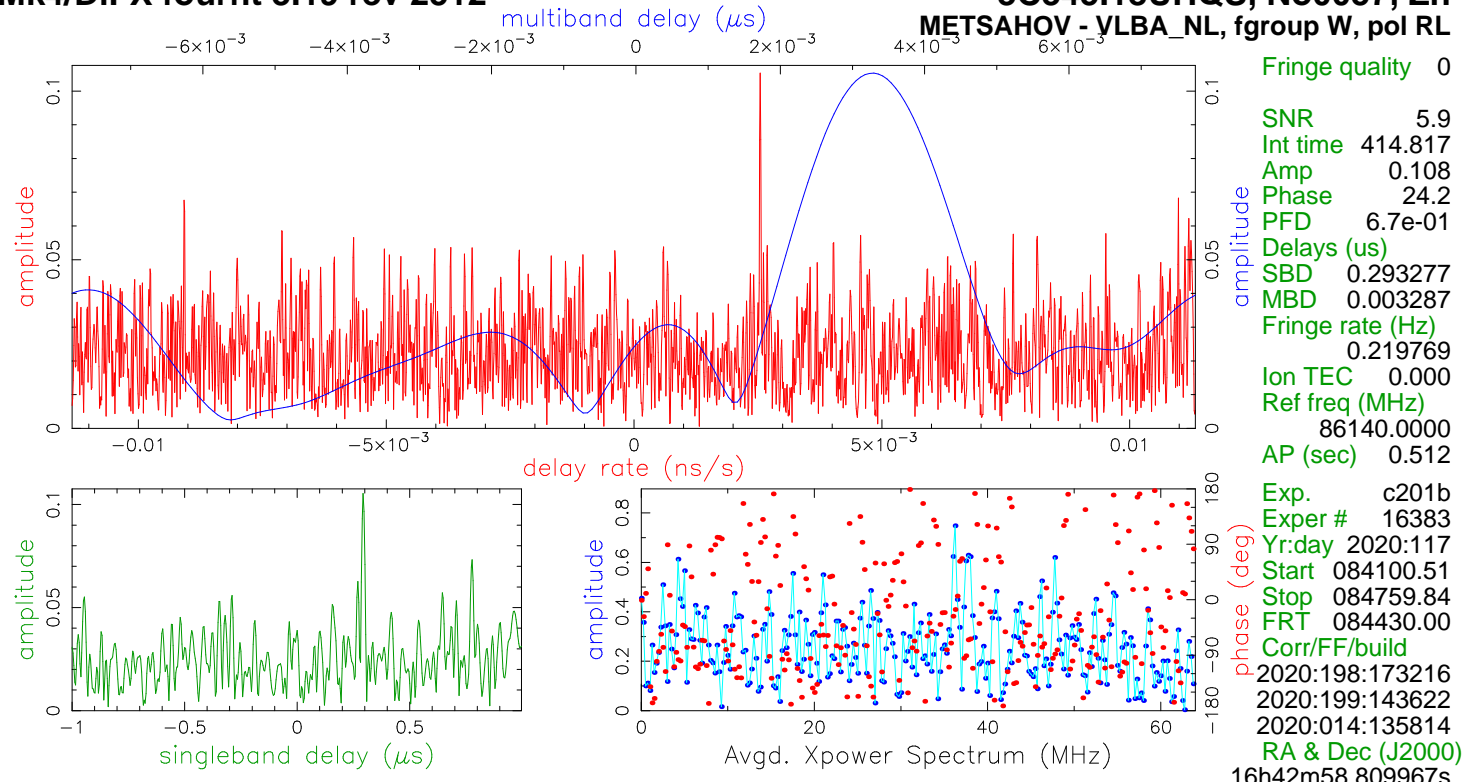 METSAHOV - VLBA_NL, fgroup W, pol RL
multiband delay (μs)
−6×10⁻³ −4×10⁻³ −2×10⁻³ 0 2×10⁻³ 4×10⁻³ 6×10⁻³
amplitude
0 0.05 0.1
amplitude
0 0.05 0.1
−0.01 −5×10⁻³ 0 5×10⁻³ 0.01
delay rate (ns/s)
Fringe quality 0
SNR 5.9
Int time 414.817
Amp 0.108
Phase 24.2
PFD 6.7e-01
Delays (us)
SBD 0.293277
MBD 0.003287
Fringe rate (Hz)
0.219769
Ion TEC 0.000
Ref freq (MHz)
86140.0000
AP (sec) 0.512
Exp. c201b
Exper # 16383
Yr:day 2020:117
Start 084100.51
Stop 084759.84
FRT 084430.00
Corr/FF/build
2020:198:173216
2020:199:143622
2020:014:135814
RA & Dec (J2000)
16h42m58.809967s
amplitude
0 0.05 0.1
−1 −0.5 0 0.5
singleband delay (μs)
amplitude
0 0.2 0.4 0.6 0.8
phase (deg)
−180 −90 0 90 180
0 20 40 60
Avgd. Xpower Spectrum (MHz)